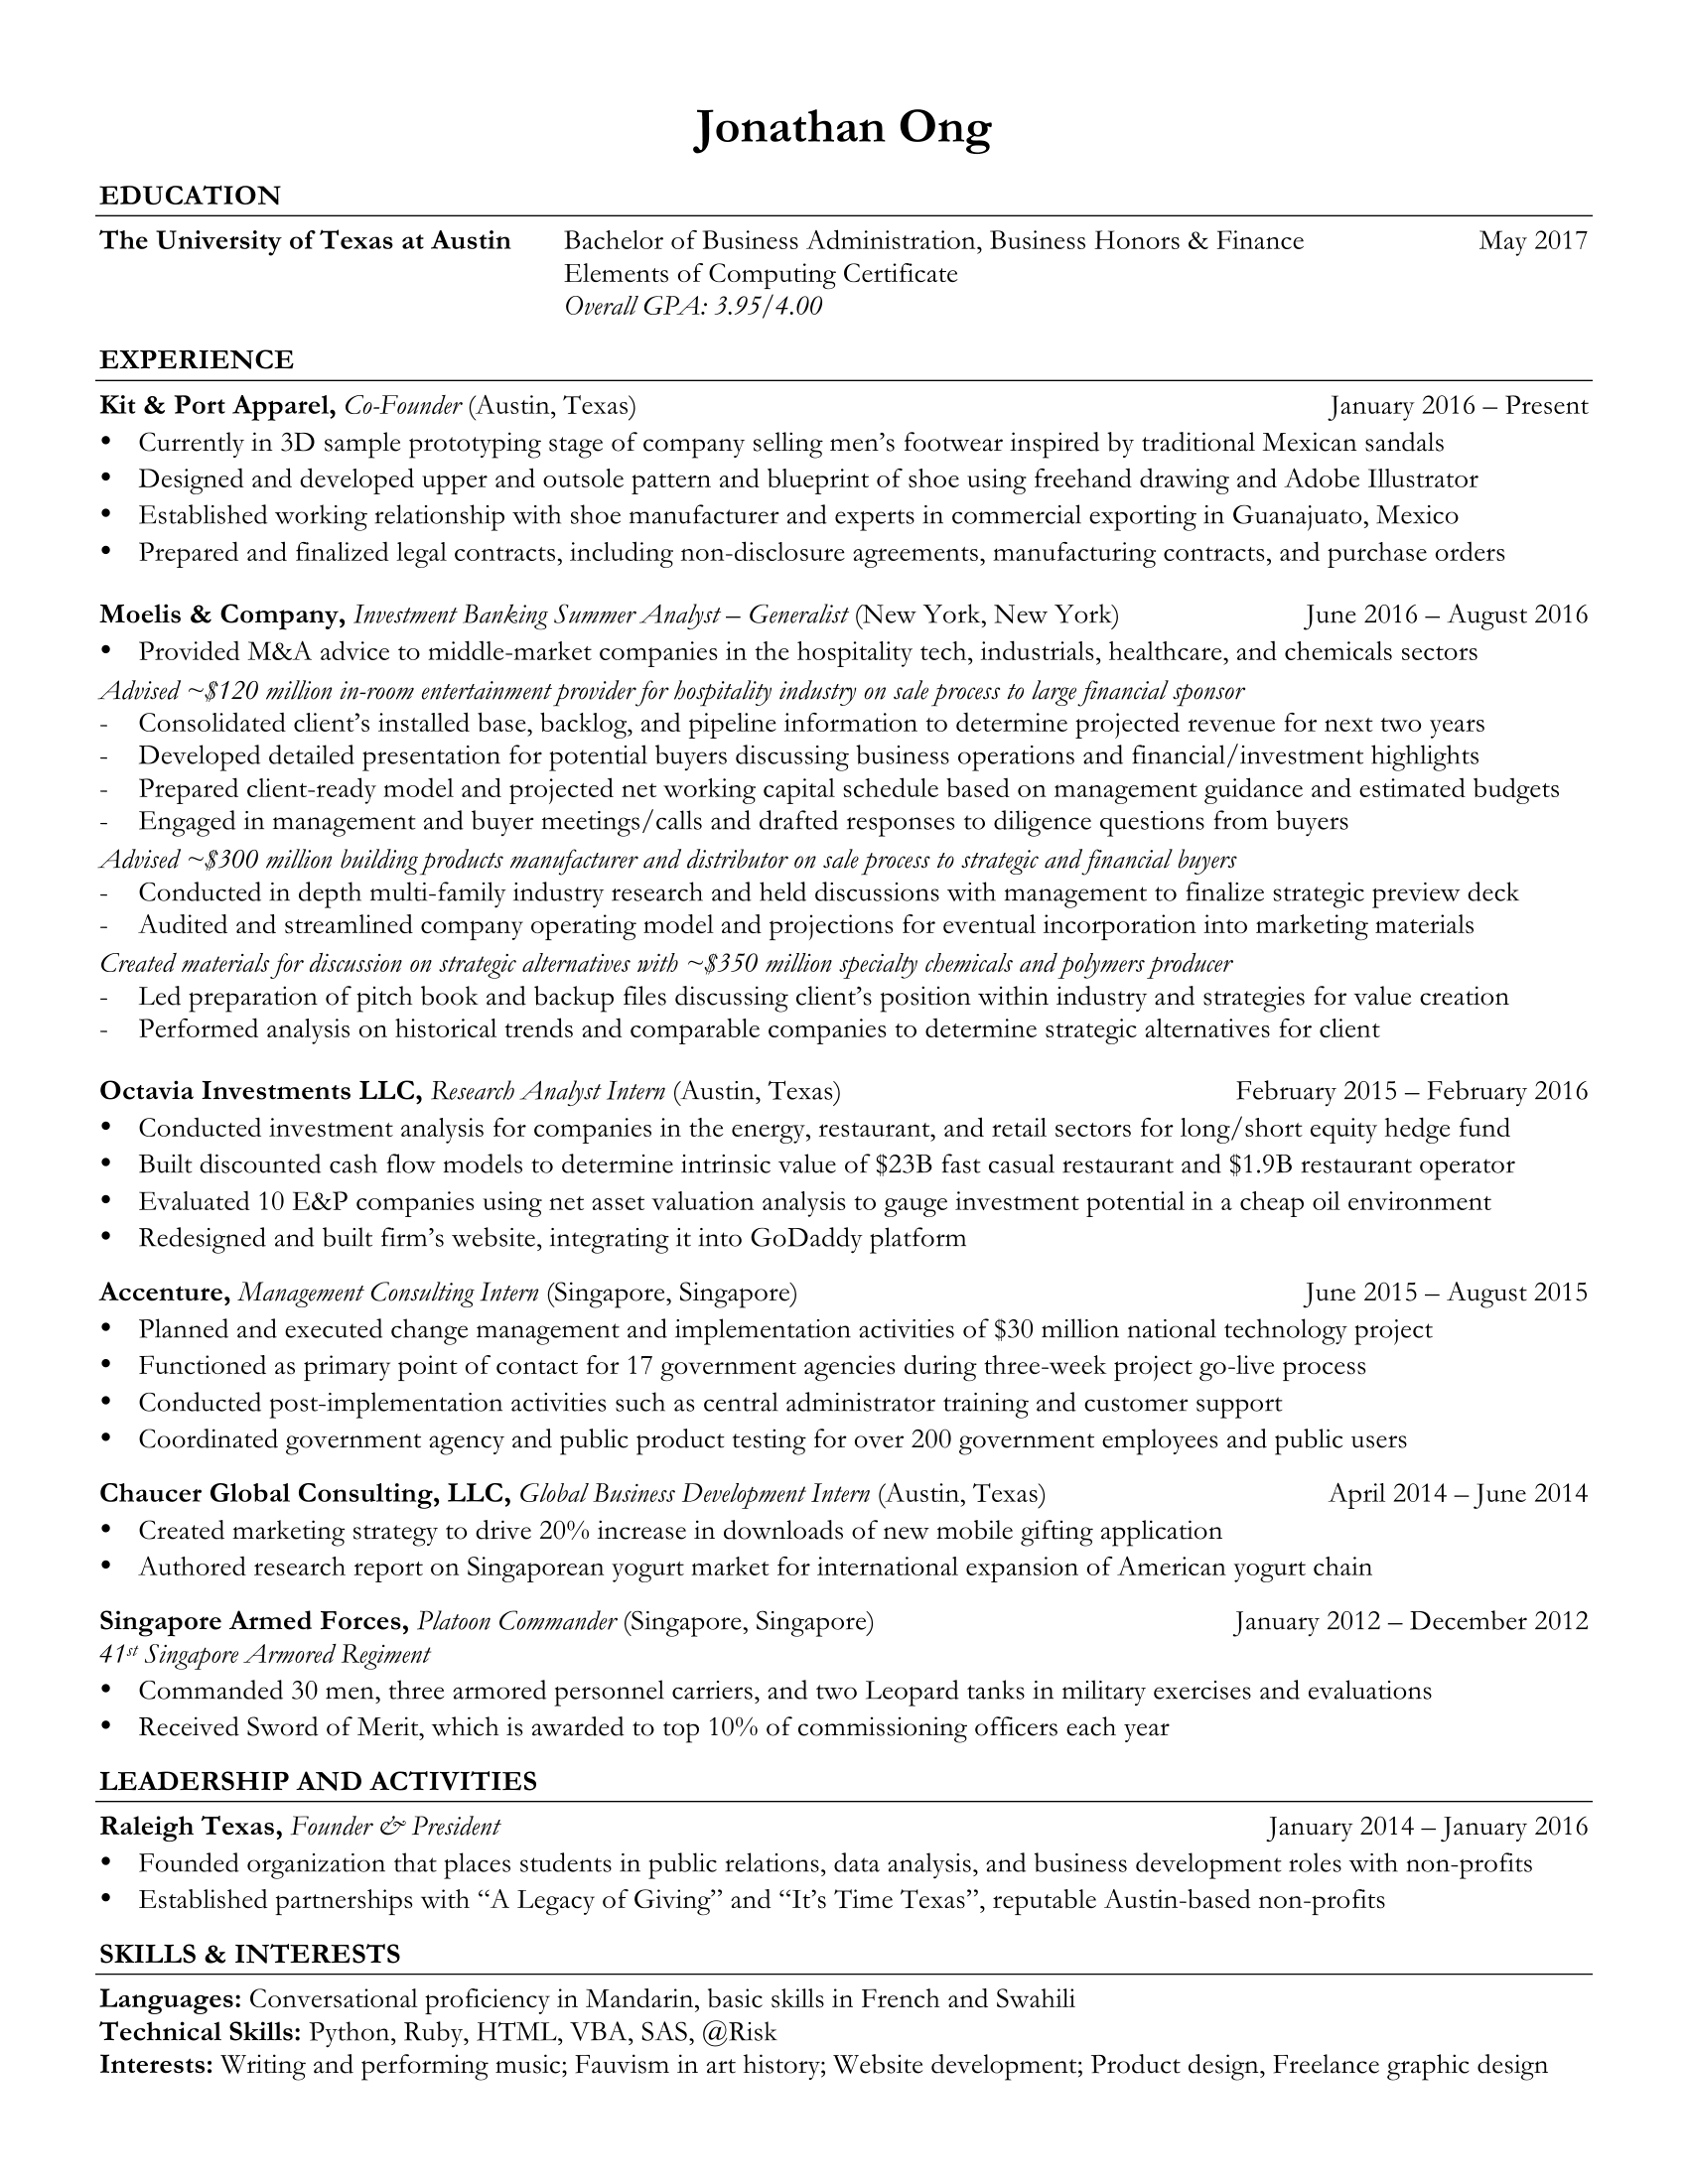 Jonathan Ong
EDUCATION
The University of Texas at Austin Bachelor of Business Administration, Business Honors & Finance May 2017
Elements of Computing Certificate
Overall GPA: 3.95/4.00
EXPERIENCE
Kit & Port Apparel, Co-Founder (Austin, Texas) January 2016 – Present
• Currently in 3D sample prototyping stage of company selling men’s footwear inspired by traditional Mexican sandals
• Designed and developed upper and outsole pattern and blueprint of shoe using freehand drawing and Adobe Illustrator
• Established working relationship with shoe manufacturer and experts in commercial exporting in Guanajuato, Mexico
• Prepared and finalized legal contracts, including non-disclosure agreements, manufacturing contracts, and purchase orders
Moelis & Company, Investment Banking Summer Analyst – Generalist (New York, New York) June 2016 – August 2016
• Provided M&A advice to middle-market companies in the hospitality tech, industrials, healthcare, and chemicals sectors
Advised ~$120 million in-room entertainment provider for hospitality industry on sale process to large financial sponsor
- Consolidated client’s installed base, backlog, and pipeline information to determine projected revenue for next two years
- Developed detailed presentation for potential buyers discussing business operations and financial/investment highlights
- Prepared client-ready model and projected net working capital schedule based on management guidance and estimated budgets
- Engaged in management and buyer meetings/calls and drafted responses to diligence questions from buyers
Advised ~$300 million building products manufacturer and distributor on sale process to strategic and financial buyers
- Conducted in depth multi-family industry research and held discussions with management to finalize strategic preview deck
- Audited and streamlined company operating model and projections for eventual incorporation into marketing materials
Created materials for discussion on strategic alternatives with ~$350 million specialty chemicals and polymers producer
- Led preparation of pitch book and backup files discussing client’s position within industry and strategies for value creation
- Performed analysis on historical trends and comparable companies to determine strategic alternatives for client
Octavia Investments LLC, Research Analyst Intern (Austin, Texas) February 2015 – February 2016
• Conducted investment analysis for companies in the energy, restaurant, and retail sectors for long/short equity hedge fund
• Built discounted cash flow models to determine intrinsic value of $23B fast casual restaurant and $1.9B restaurant operator
• Evaluated 10 E&P companies using net asset valuation analysis to gauge investment potential in a cheap oil environment
• Redesigned and built firm’s website, integrating it into GoDaddy platform
Accenture, Management Consulting Intern (Singapore, Singapore) June 2015 – August 2015
• Planned and executed change management and implementation activities of $30 million national technology project
• Functioned as primary point of contact for 17 government agencies during three-week project go-live process
• Conducted post-implementation activities such as central administrator training and customer support
• Coordinated government agency and public product testing for over 200 government employees and public users
Chaucer Global Consulting, LLC, Global Business Development Intern (Austin, Texas) April 2014 – June 2014
• Created marketing strategy to drive 20% increase in downloads of new mobile gifting application
• Authored research report on Singaporean yogurt market for international expansion of American yogurt chain
Singapore Armed Forces, Platoon Commander (Singapore, Singapore) January 2012 – December 2012
41st Singapore Armored Regiment
• Commanded 30 men, three armored personnel carriers, and two Leopard tanks in military exercises and evaluations
• Received Sword of Merit, which is awarded to top 10% of commissioning officers each year
LEADERSHIP AND ACTIVITIES
Raleigh Texas, Founder & President January 2014 – January 2016
• Founded organization that places students in public relations, data analysis, and business development roles with non-profits
• Established partnerships with “A Legacy of Giving” and “It’s Time Texas”, reputable Austin-based non-profits
SKILLS & INTERESTS
Languages: Conversational proficiency in Mandarin, basic skills in French and Swahili
Technical Skills: Python, Ruby, HTML, VBA, SAS, @Risk
Interests: Writing and performing music; Fauvism in art history; Website development; Product design, Freelance graphic design